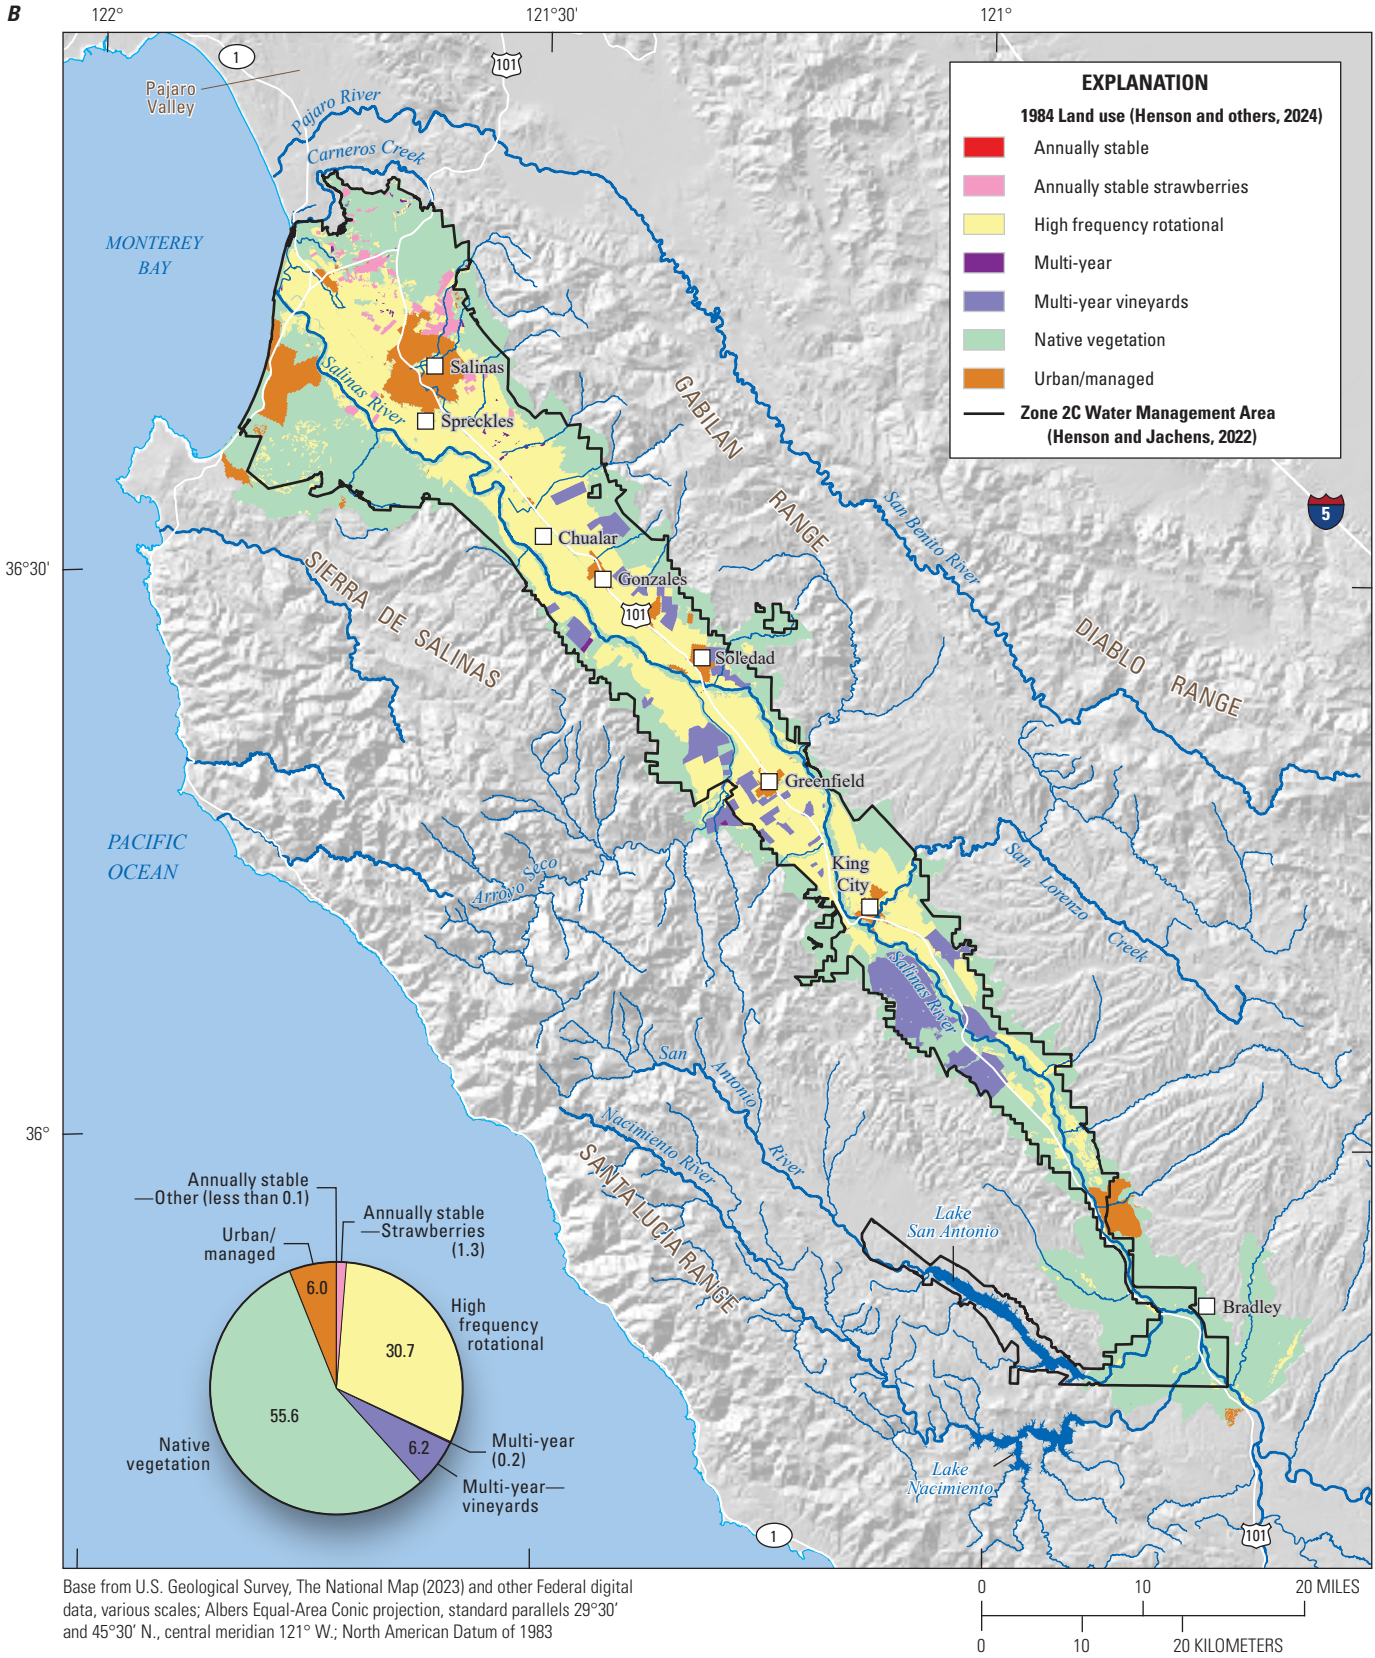 B
122°
121°30'
121°
1
101
Pajaro
Valley
Pajaro River
Carneros Creek
MONTEREY
BAY
EXPLANATION
1984 Land use (Henson and others, 2024)
Annually stable
Annually stable strawberries
High frequency rotational
Multi-year
Multi-year vineyards
Native vegetation
Urban/managed
Zone 2C Water Management Area
(Henson and Jachens, 2022)
Salinas
Salinas River
Spreckles
GABILAN
RANGE
San Benito River
5
Chualar
36°30'
Gonzales
101
SIERRA DE SALINAS
Soledad
DIABLO RANGE
Greenfield
PACIFIC
OCEAN
King
City
San Lorenzo Creek
Arroyo Seco
Salinas River
San Antonio River
36°
Nacimiento River
SANTA LUCIA RANGE
Lake
San Antonio
Bradley
Lake
Nacimiento
1
101
Annually stable
—Other (less than 0.1)
Annually stable
—Strawberries
(1.3)
Urban/
managed
6.0
High
frequency
rotational
30.7
55.6
Native
vegetation
6.2
Multi-year
(0.2)
Multi-year—
vineyards
Base from U.S. Geological Survey, The National Map (2023) and other Federal digital
data, various scales; Albers Equal-Area Conic projection, standard parallels 29°30'
and 45°30' N., central meridian 121° W.; North American Datum of 1983
0 10 20 MILES
0 10 20 KILOMETERS